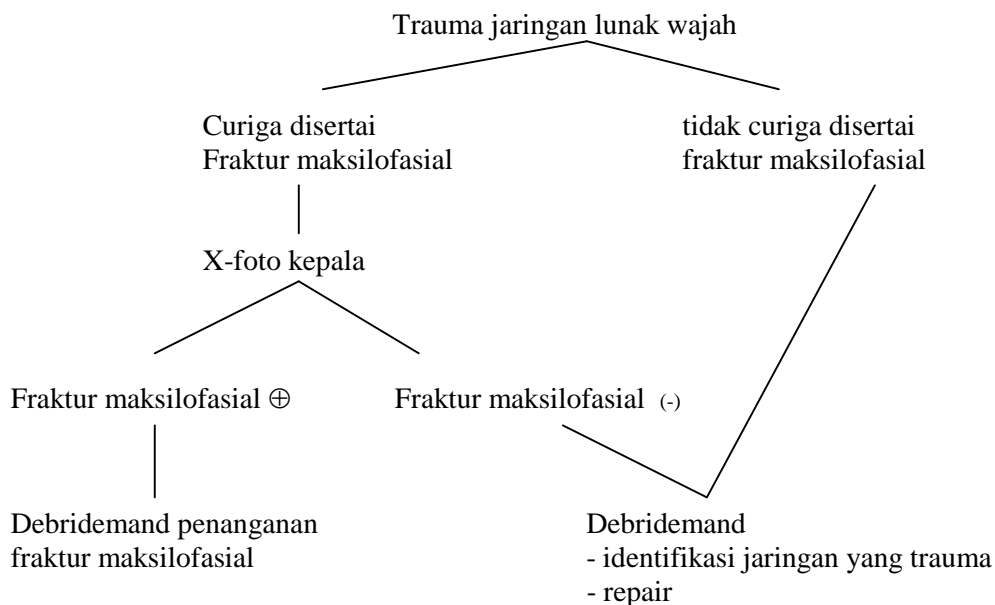 Trauma jaringan lunak wajah
Curiga disertai
Fraktur maksilofasial
tidak curiga disertai
fraktur maksilofasial
X-foto kepala
Fraktur maksilofasial ⊕
Fraktur maksilofasial (-)
Debridemand penanganan
fraktur maksilofasial
Debridemand
- identifikasi jaringan yang trauma
- repair